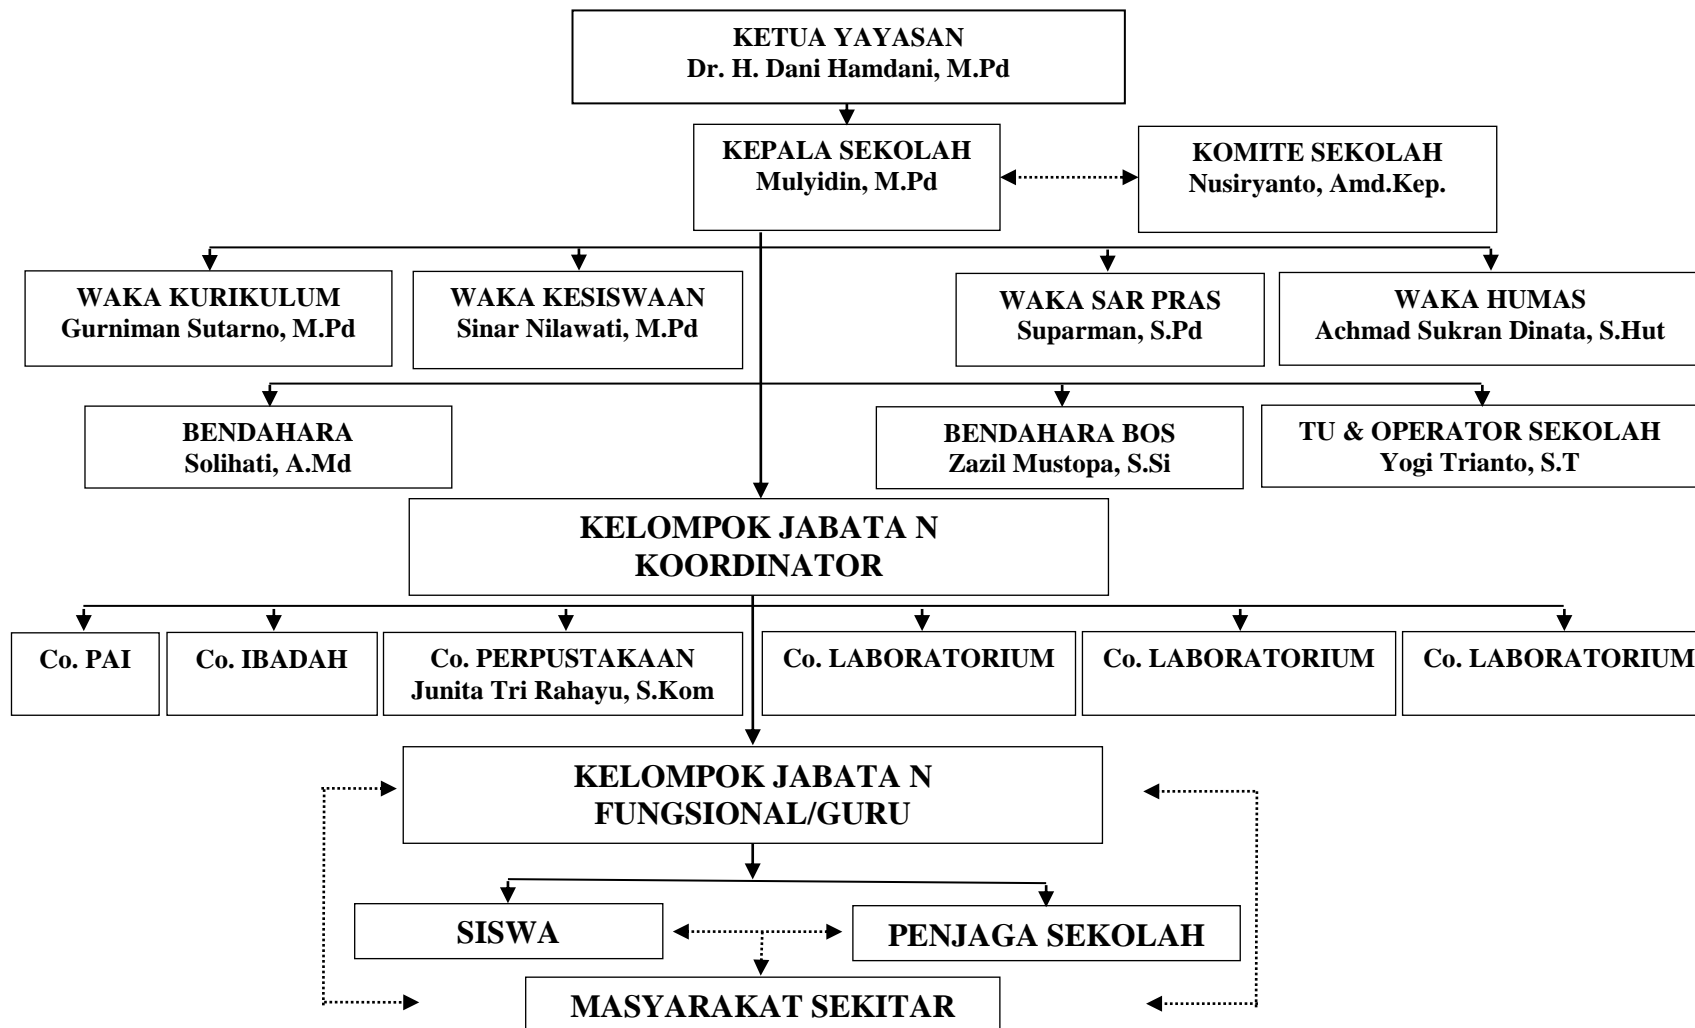 KETUA YAYASAN
Dr. H. Dani Hamdani, M.Pd
KEPALA SEKOLAH
Mulyidin, M.Pd
KOMITE SEKOLAH
Nusiryanto, Amd.Kep.
WAKA KURIKULUM
Gurniman Sutarno, M.Pd
WAKA KESISWAAN
Sinar Nilawati, M.Pd
WAKA SAR PRAS
Suparman, S.Pd
WAKA HUMAS
Achmad Sukran Dinata, S.Hut
BENDAHARA
Solihati, A.Md
BENDAHARA BOS
Zazil Mustopa, S.Si
TU & OPERATOR SEKOLAH
Yogi Trianto, S.T
KELOMPOK JABATA N
KOORDINATOR
Co. PAI
Co. IBADAH
Co. PERPUSTAKAAN
Junita Tri Rahayu, S.Kom
Co. LABORATORIUM
Co. LABORATORIUM
Co. LABORATORIUM
KELOMPOK JABATA N
FUNGSIONAL/GURU
SISWA
PENJAGA SEKOLAH
MASYARAKAT SEKITAR